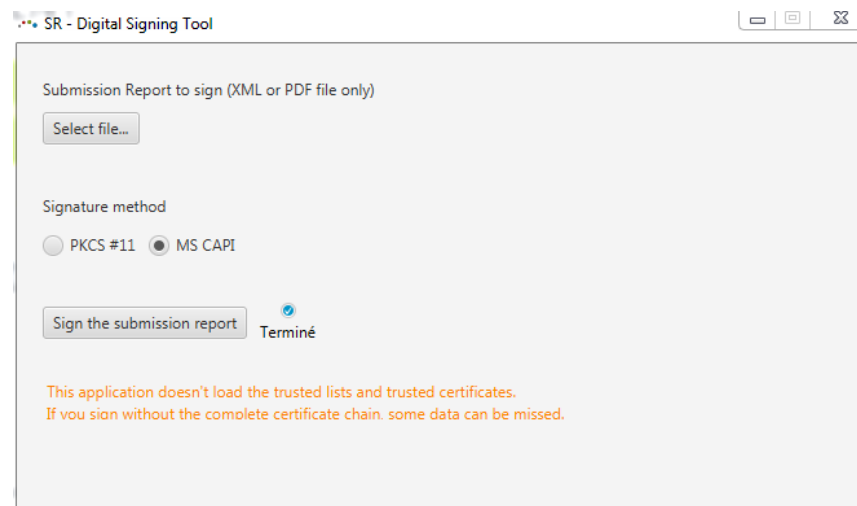 SR - Digital Signing Tool
Submission Report to sign (XML or PDF file only)
Select file...
Signature method
PKCS #11 MS CAPI
Sign the submission report
Terminé
This application doesn't load the trusted lists and trusted certificates.
If you sign without the complete certificate chain, some data can be missed.